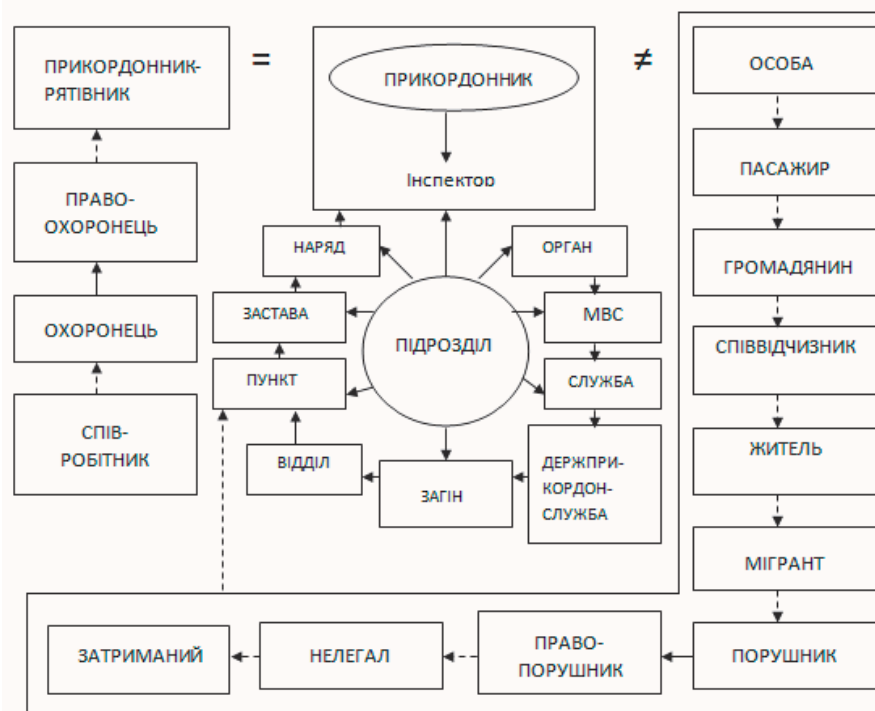 ПРИКОРДОННИК-
РЯТІВНИК
=
ПРИКОРДОННИК
Інспектор
≠
ОСОБА
ПАСАЖИР
ПРАВО-
ОХОРОНЕЦЬ
НАРЯД
ОРГАН
ГРОМАДЯНИН
ОХОРОНЕЦЬ
ЗАСТАВА
ПІДРОЗДІЛ
МВС
СПІВВІДЧИЗНИК
ПУНКТ
СЛУЖБА
СПІВ-
РОБІТНИК
ВІДДІЛ
ЗАГІН
ДЕРЖПРИ-
КОРДОН-
СЛУЖБА
ЖИТЕЛЬ
МІГРАНТ
ЗАТРИМАНИЙ
НЕЛЕГАЛ
ПРАВО-
ПОРУШНИК
ПОРУШНИК